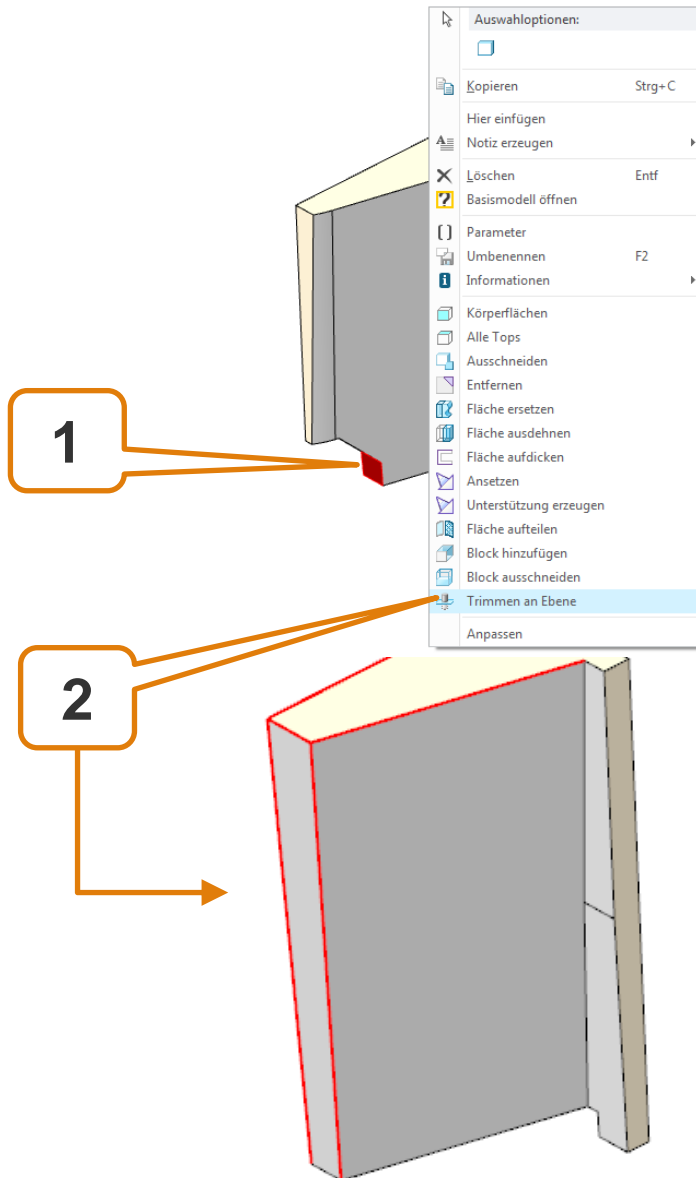 Auswahloptionen:
Kopieren Strg+C
Hier einfügen
Notiz erzeugen
Löschen Entf
Basismodell öffnen
Parameter
Umbenennen F2
Informationen
Körperflächen
Alle Tops
Ausschneiden
Entfernen
Fläche ersetzen
Fläche ausdehnen
1
Fläche aufdicken
Ansetzen
Unterstützung erzeugen
Fläche aufteilen
Block hinzufügen
Block ausschneiden
Trimmen an Ebene
Anpassen
2